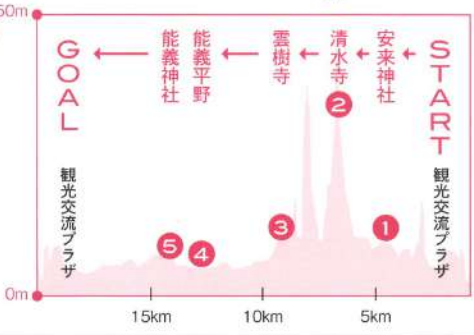 50m
START
観光交流プラザ
安来神社
清水寺
雲樹寺
能義平野
能義神社
GOAL
観光交流プラザ
①
②
③
④
⑤
0m
15km
10km
5km